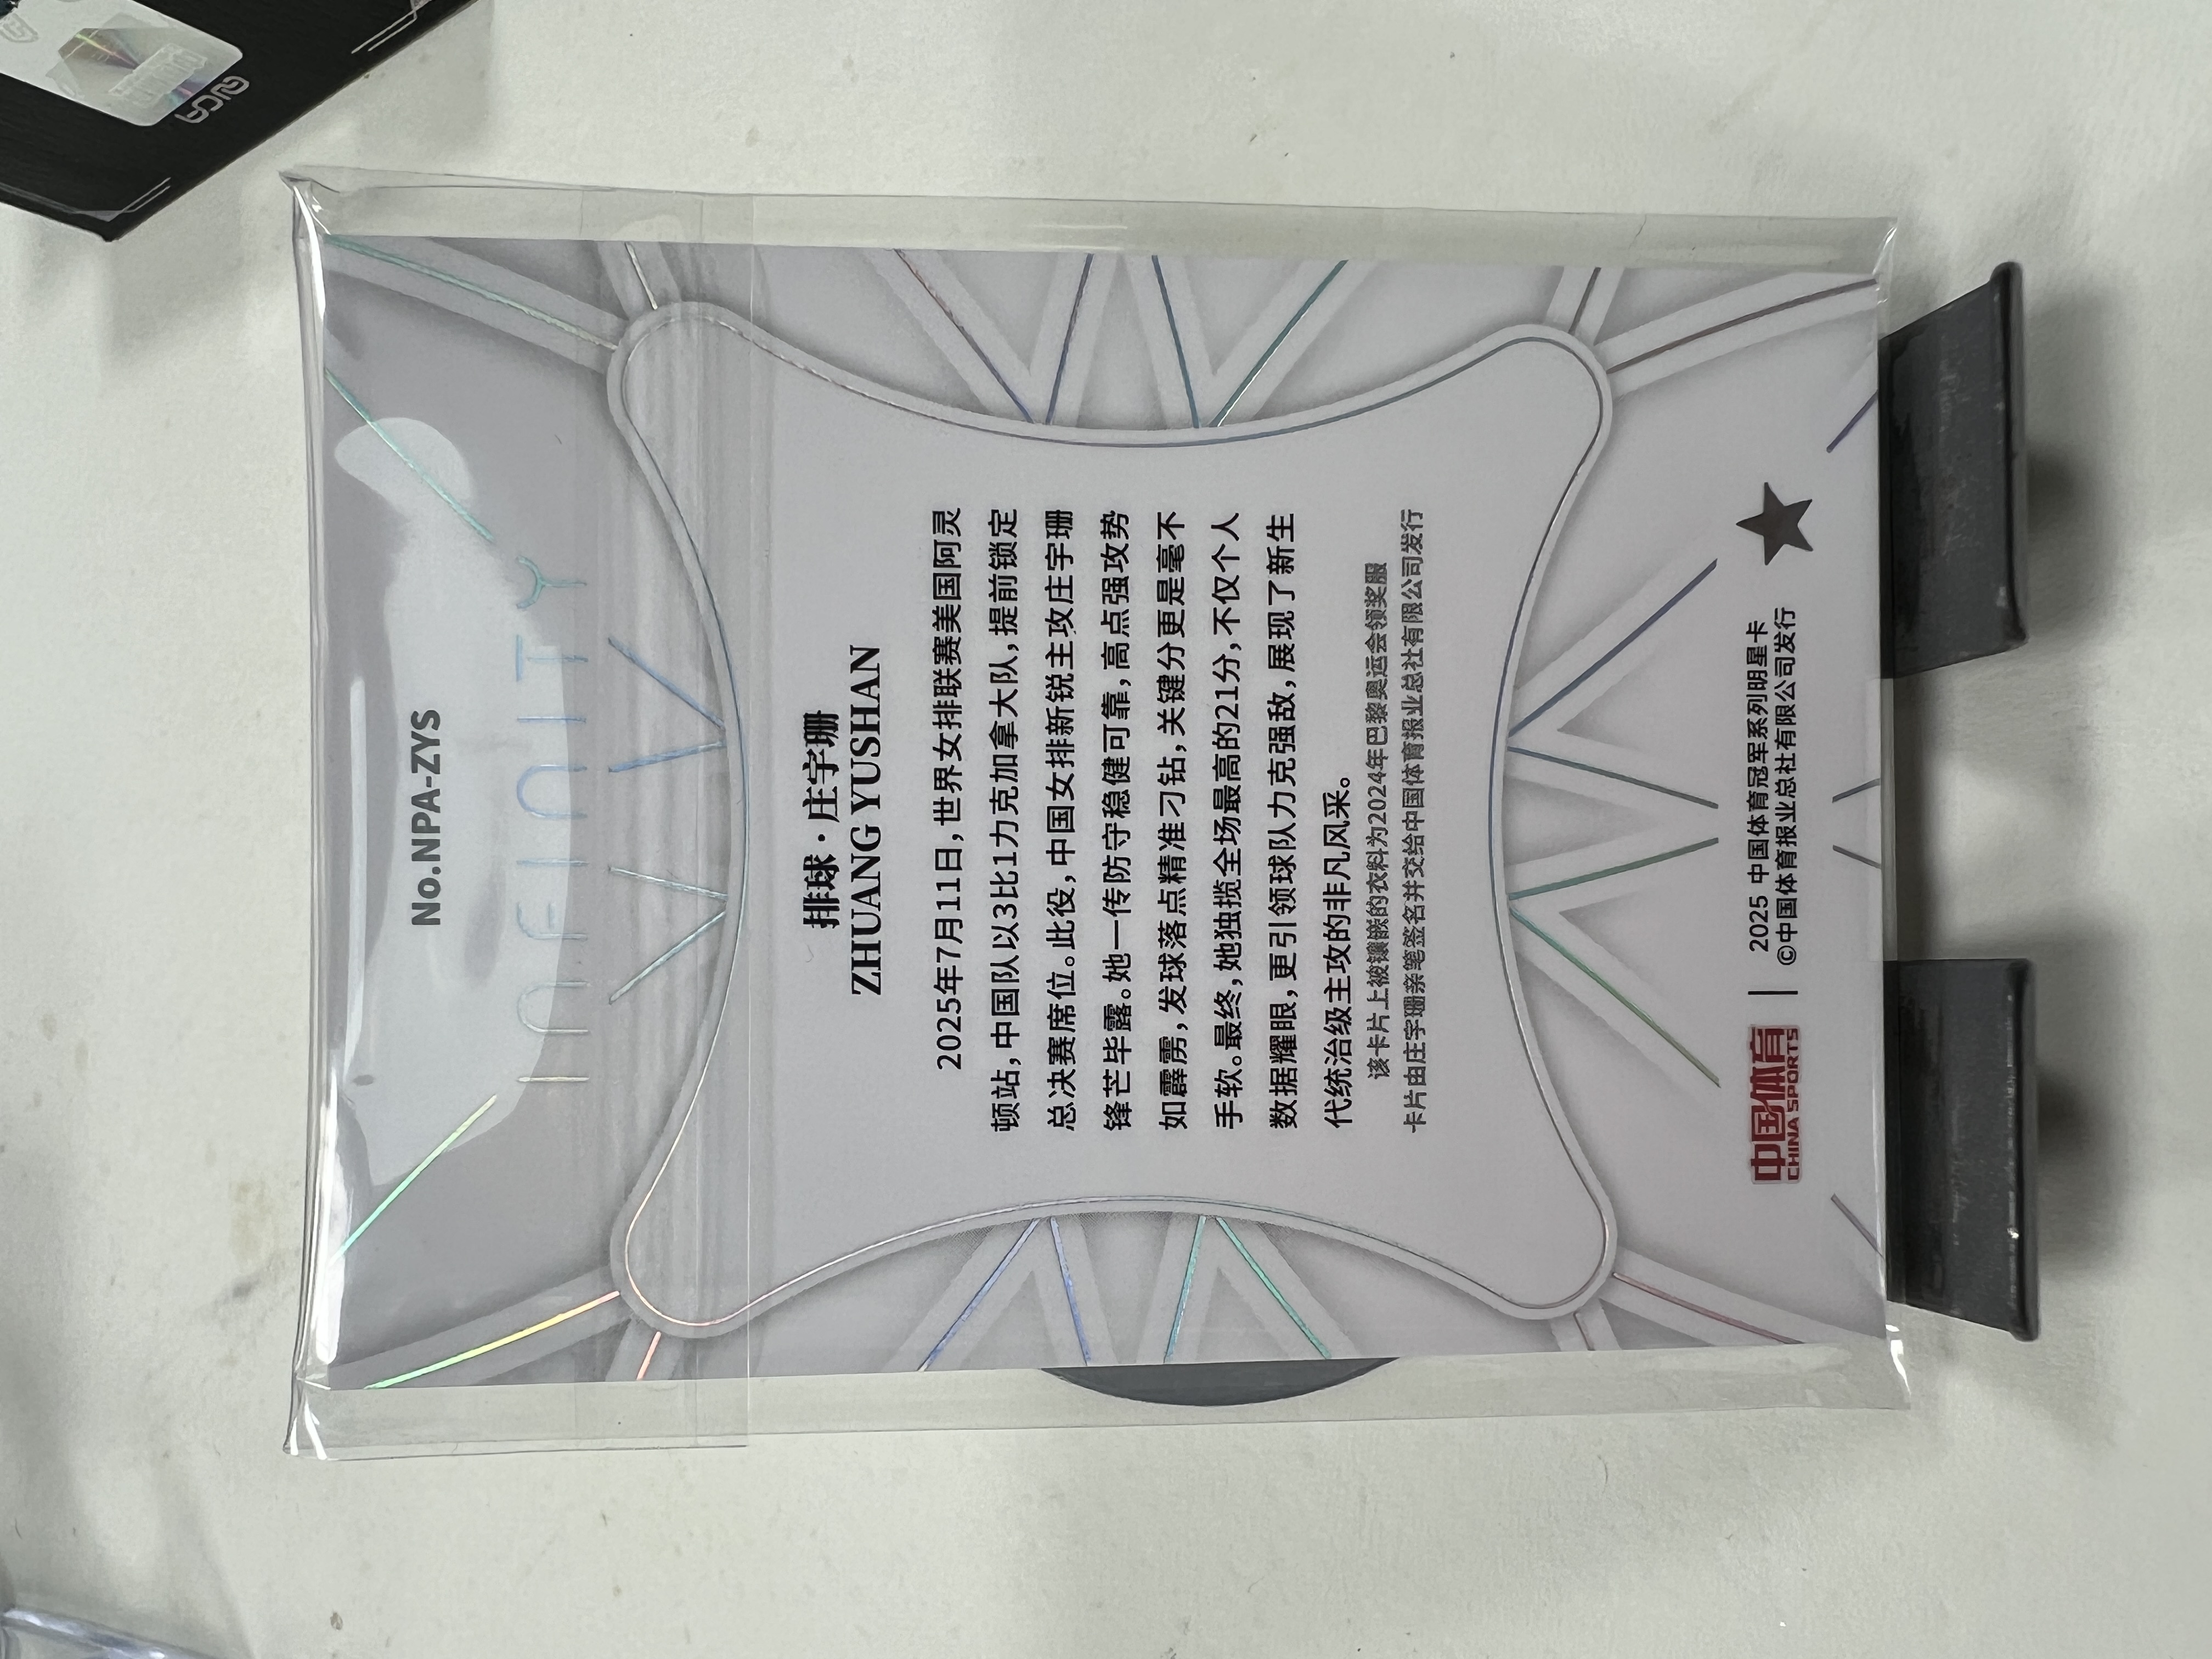 No.NPA-ZYS
INFINITY
排球·庄宇珊
ZHUANG YUSHAN
2025年7月11日,世界女排联赛美国阿灵
顿站,中国队以3比1力克加拿大队,提前锁定
总决赛席位。此役,中国女排新锐主攻庄宇珊
锋芒毕露。她一传防守稳健可靠,高点强攻势
如霹雳,发球落点精准刁钻,关键分更是毫不
手软。最终,她独揽全场最高的21分,不仅个人
数据耀眼,更引领球队力克强敌,展现了新生
代统治级主攻的非凡风采。
该卡片上被镶嵌的衣料为2024年巴黎奥运会领奖服
卡片由庄宇珊亲笔签名并交给中国体育报业总社有限公司发行
中国体育
CHINA SPORTS
2025 中国体育冠军系列明星卡
©中国体育报业总社有限公司发行